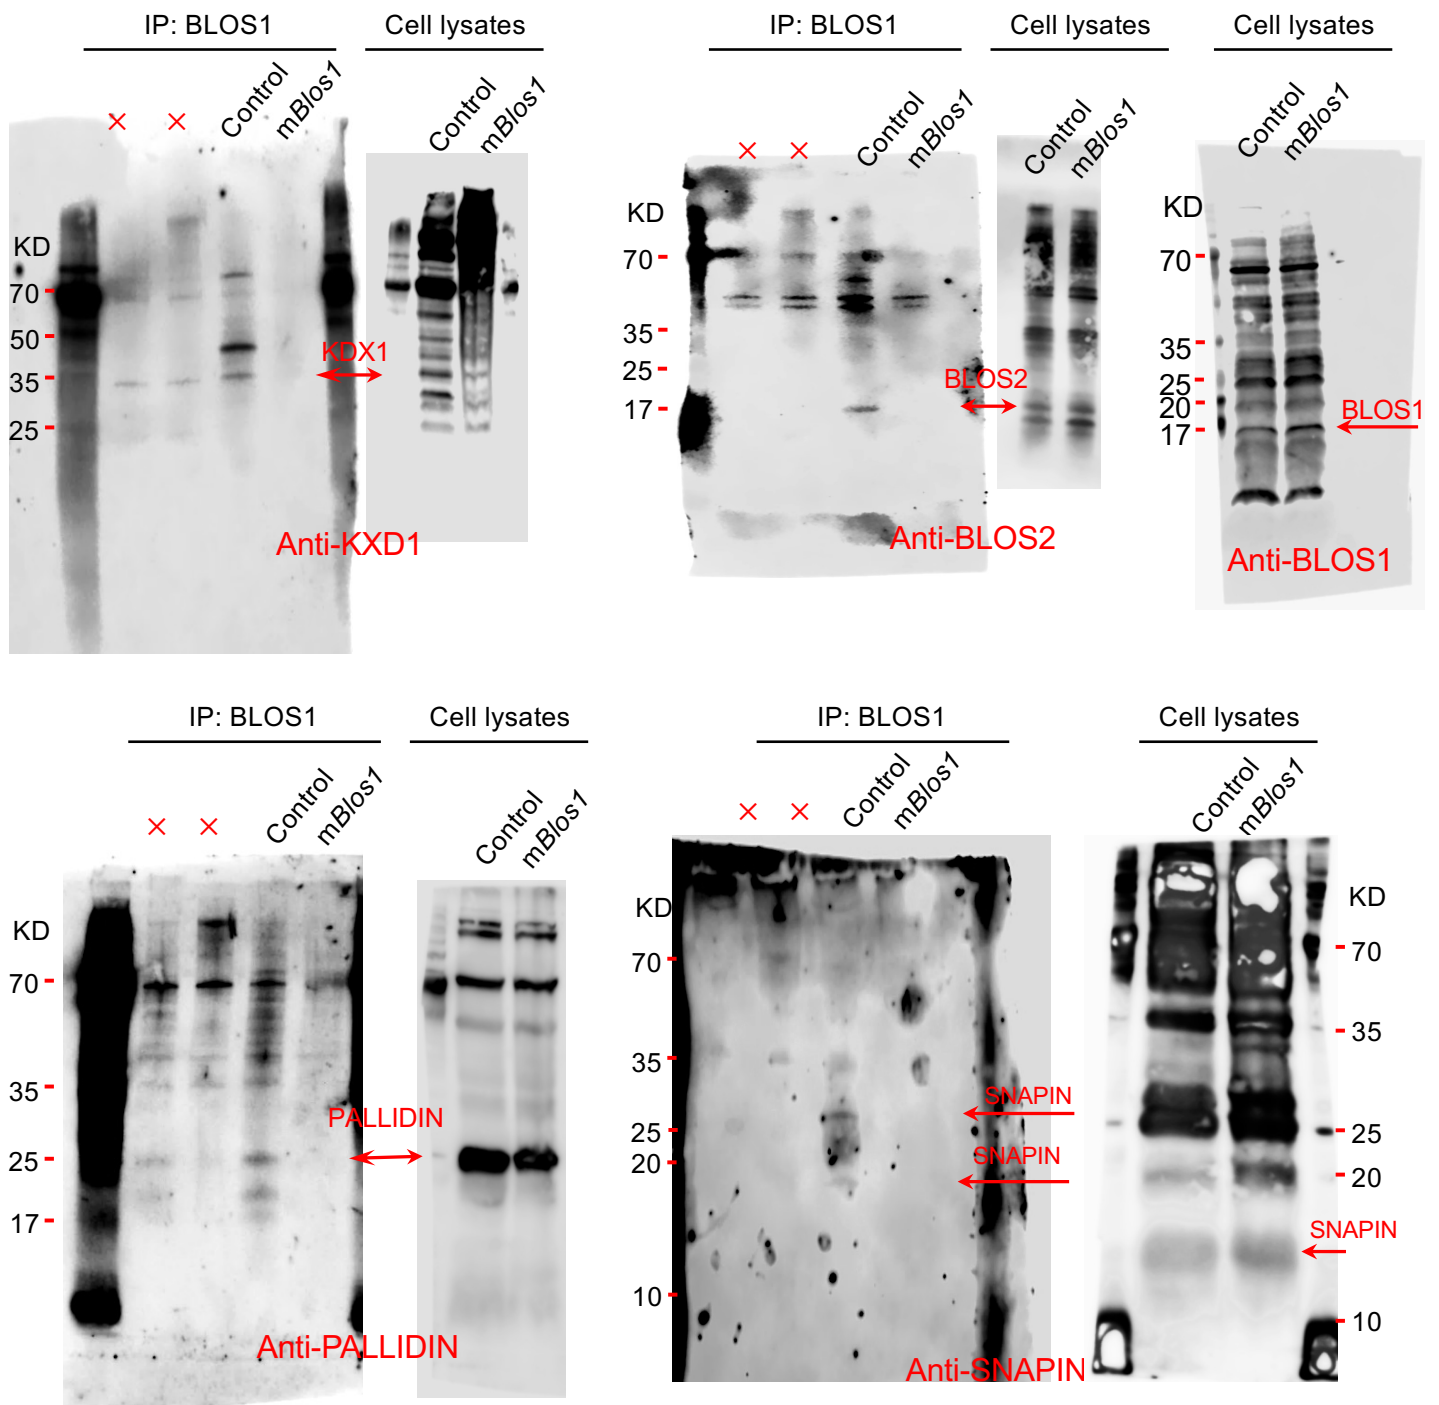 IP: BLOS1
Cell lysates
× × Control mBlos1
Control mBlos1
KD
70
50
35
25
KDX1
Anti-KXD1
IP: BLOS1
Cell lysates
× × Control mBlos1
Control mBlos1
KD
70
35
25
17
BLOS2
Anti-BLOS2
Cell lysates
Control mBlos1
KD
70
35
25
20
17
BLOS1
Anti-BLOS1
IP: BLOS1
Cell lysates
× × Control mBlos1
Control mBlos1
KD
70
35
25
17
PALLIDIN
Anti-PALLIDIN
IP: BLOS1
Cell lysates
× × Control mBlos1
Control mBlos1
KD
70
35
25
20
10
SNAPIN
SNAPIN
Anti-SNAPIN
KD
70
35
25
20
SNAPIN
10